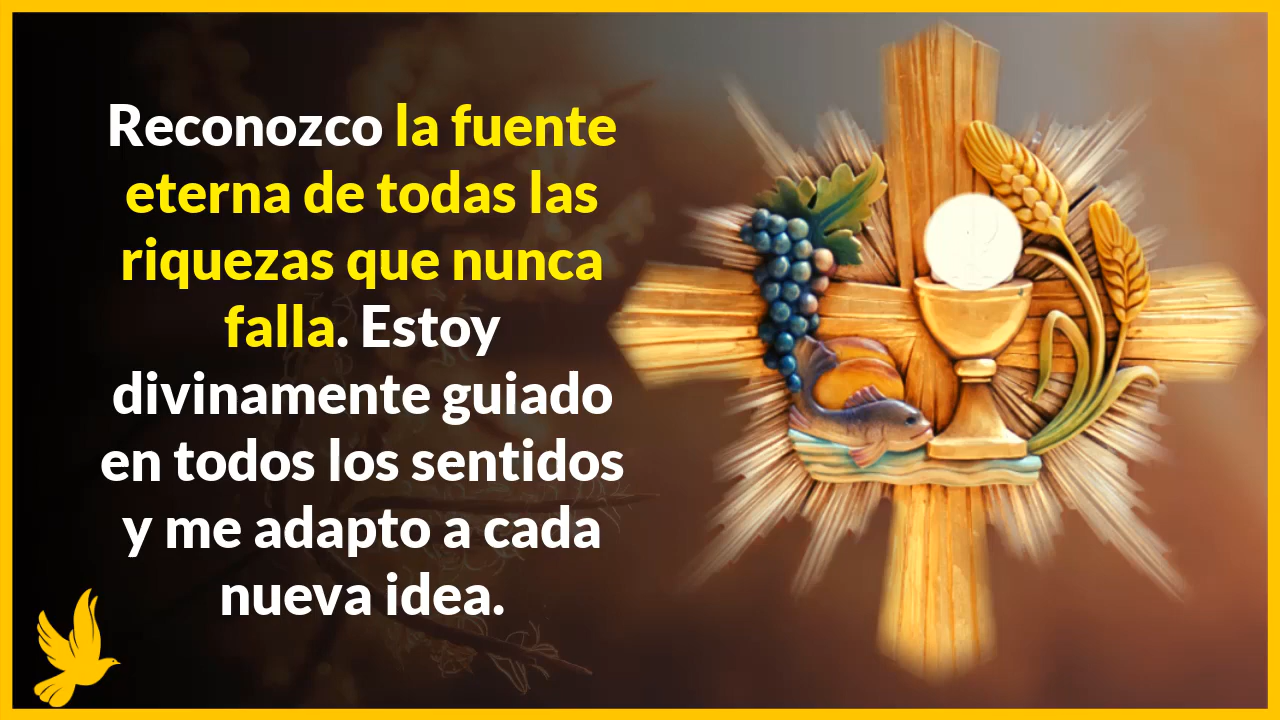 Reconozco la fuente
eterna de todas las
riquezas que nunca
falla. Estoy
divinamente guiado
en todos los sentidos
y me adapto a cada
nueva idea.